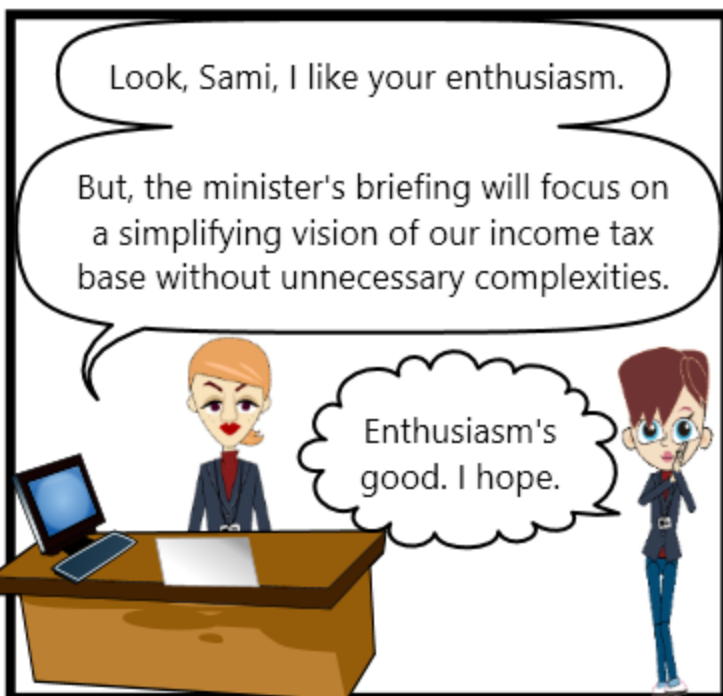 Look, Sami, I like your enthusiasm.
But, the minister's briefing will focus on
a simplifying vision of our income tax
base without unnecessary complexities.
Enthusiasm's
good. I hope.